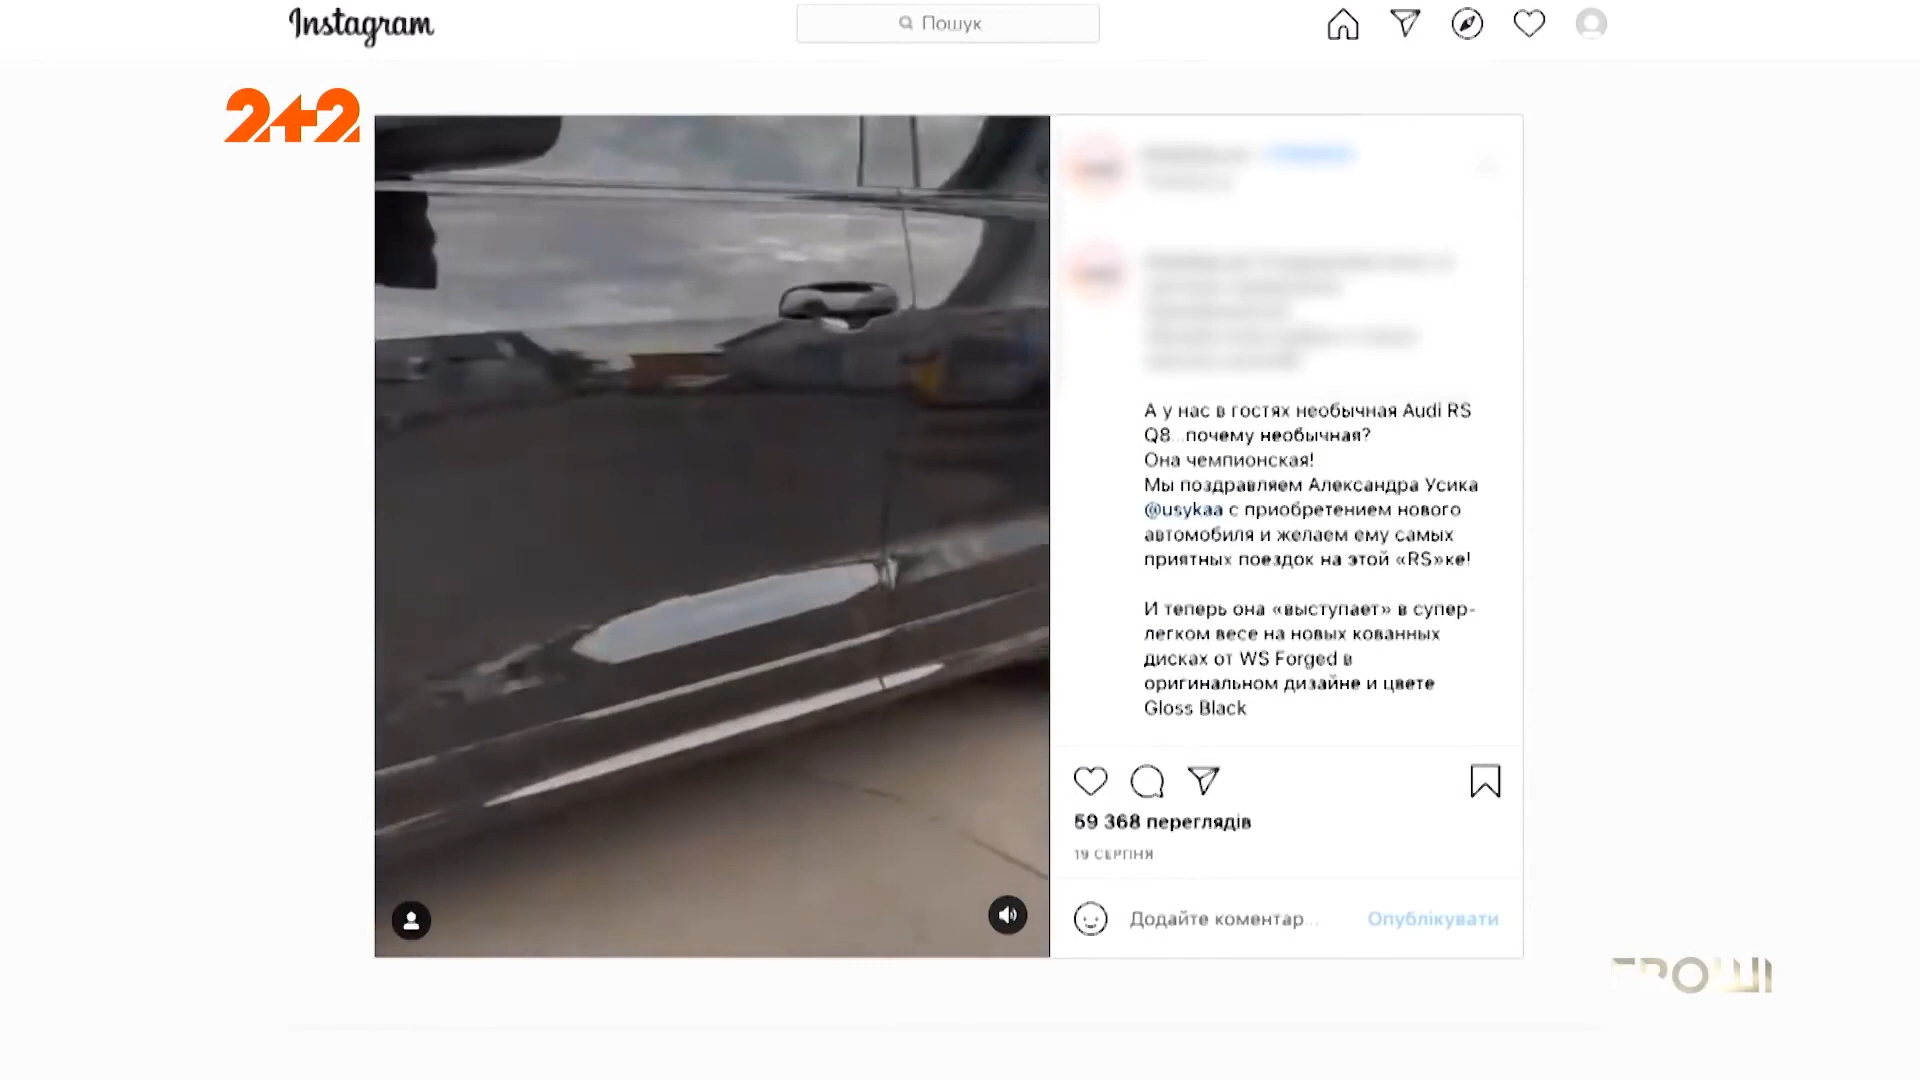 Instagram
Пошук
2+2
А у нас в гостях необычная Audi RS
Q8...почему необычная?
Она чемпионская!
Мы поздравляем Александра Усика
@usykaa с приобретением нового
автомобиля и желаем ему самых
приятных поездок на этой «RS»ке!
И теперь она «выступает» в супер-
легком весе на новых кованных
дисках от WS Forged в
оригинальном дизайне и цвете
Gloss Black
59 368 переглядів
19 СЕРПНЯ
Додайте коментар...
Опублікувати
ГРОШІ